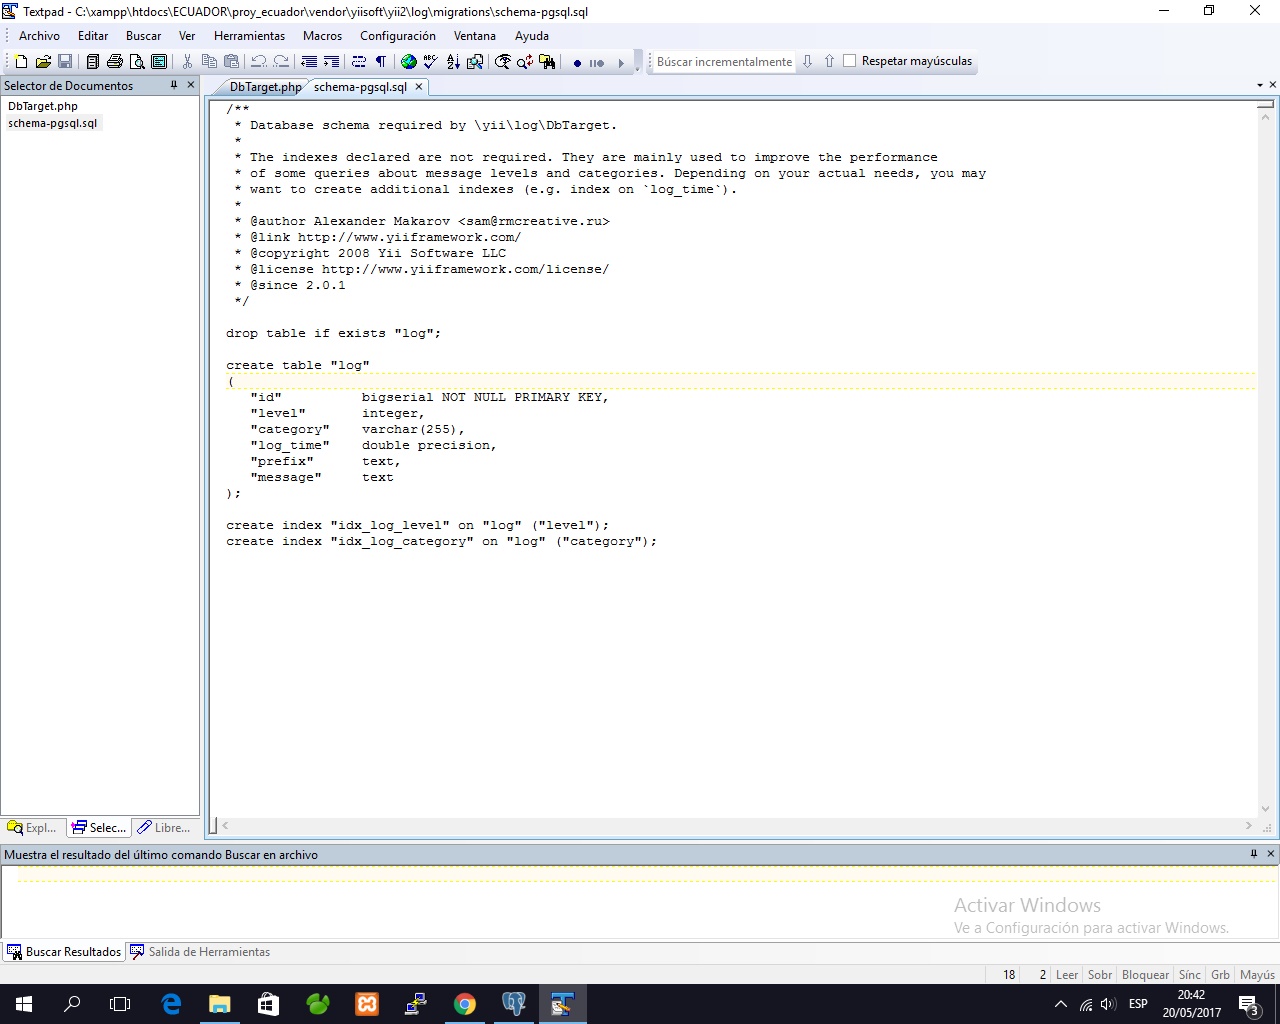 Textpad - C:\xampp\htdocs\ECUADOR\proy_ecuador\vendor\yiisoft\yii2\log\migrations\schema-pgsql.sql
Archivo Editar Buscar Ver Herramientas Macros Configuración Ventana Ayuda
Búscar incrementalmente Respetar mayúsculas
Selector de Documentos
DbTarget.php schema-pgsql.sql
DbTarget.php
schema-pgsql.sql
/**
* Database schema required by \yii\log\DbTarget.
*
* The indexes declared are not required. They are mainly used to improve the performance
* of some queries about message levels and categories. Depending on your actual needs, you may
* want to create additional indexes (e.g. index on `log_time`).
*
* @author Alexander Makarov <sam@rmcreative.ru>
* @link http://www.yiiframework.com/
* @copyright 2008 Yii Software LLC
* @license http://www.yiiframework.com/license/
* @since 2.0.1
*/
drop table if exists "log";
create table "log"
(
"id" bigserial NOT NULL PRIMARY KEY,
"level" integer,
"category" varchar(255),
"log_time" double precision,
"prefix" text,
"message" text
);
create index "idx_log_level" on "log" ("level");
create index "idx_log_category" on "log" ("category");
Expl... Selec... Libre...
Muestra el resultado del último comando Buscar en archivo
Activar Windows
Ve a Configuración para activar Windows.
Buscar Resultados Salida de Herramientas
18 2 Leer Sobr Bloquear Sínc Grb Mayús
ESP
20:42
20/05/2017
3